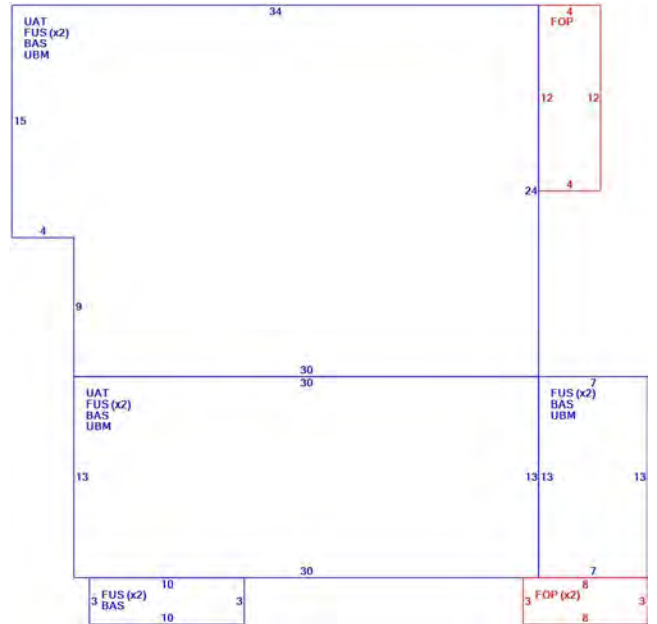 34
4
UAT
FUS (x2)
BAS
UBM
FOP
15
12
12
24
4
4
9
30
30
7
UAT
FUS (x2)
BAS
UBM
FUS (x2)
BAS
UBM
13
13
13
13
30
7
10
8
3
FUS (x2)
BAS
3
3
FOP (x2)
3
10
8